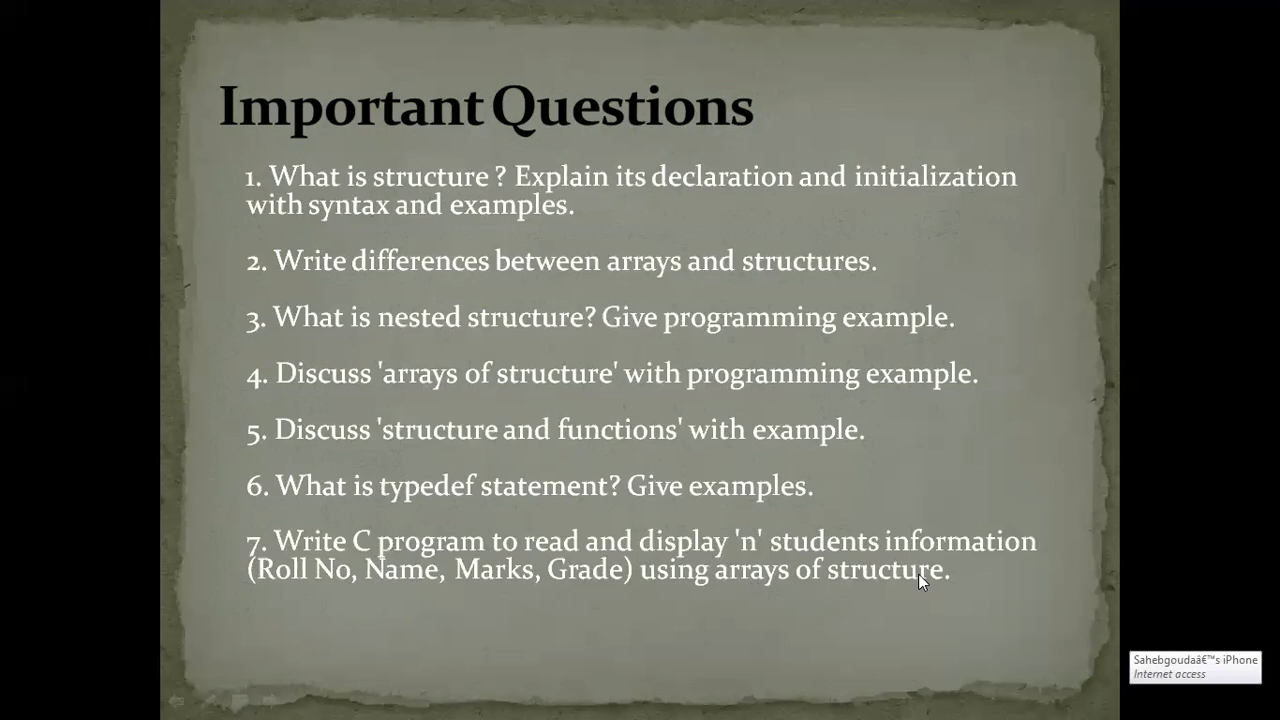 Important Questions
1. What is structure ? Explain its declaration and initialization
with syntax and examples.
2. Write differences between arrays and structures.
3. What is nested structure? Give programming example.
4. Discuss 'arrays of structure' with programming example.
5. Discuss 'structure and functions' with example.
6. What is typedef statement? Give examples.
7. Write C program to read and display 'n' students information
(Roll No, Name, Marks, Grade) using arrays of structure.
Sahebgoudaâ€™s iPhone
Internet access